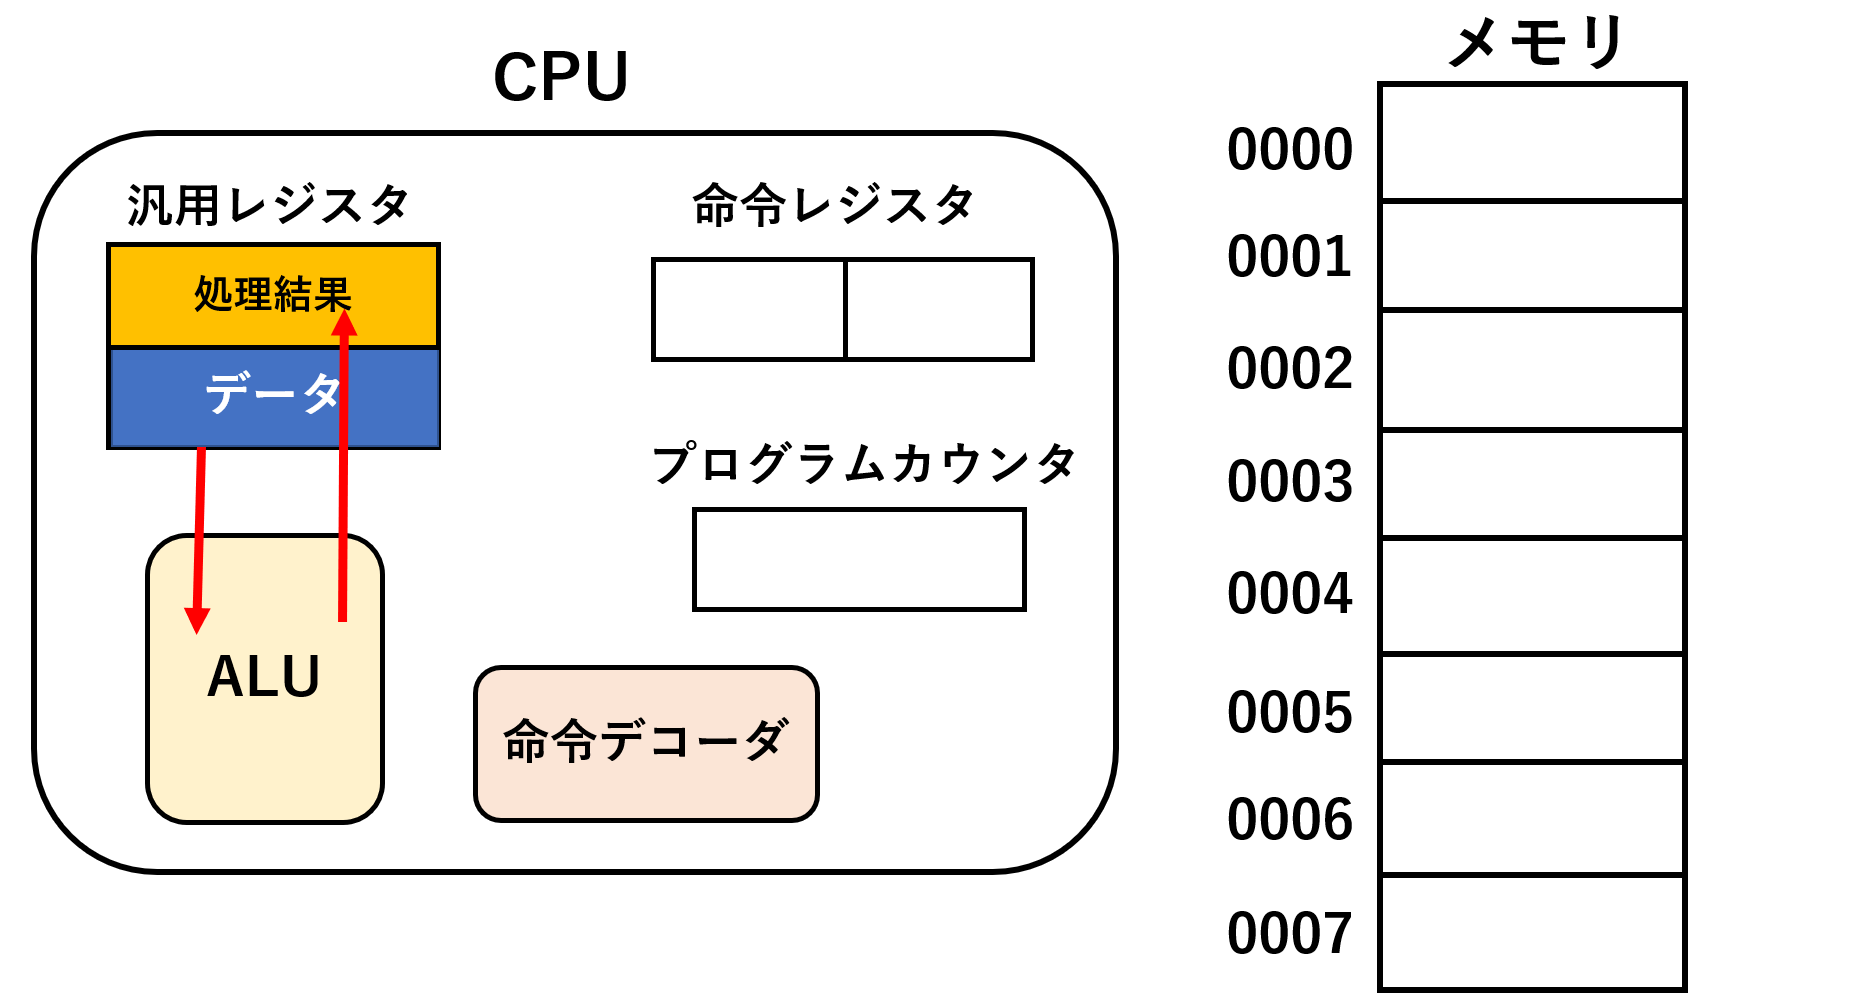 CPU
汎用レジスタ
処理結果
データ
ALU
命令レジスタ
プログラムカウンタ
命令デコーダ
メモリ
0000
0001
0002
0003
0004
0005
0006
0007